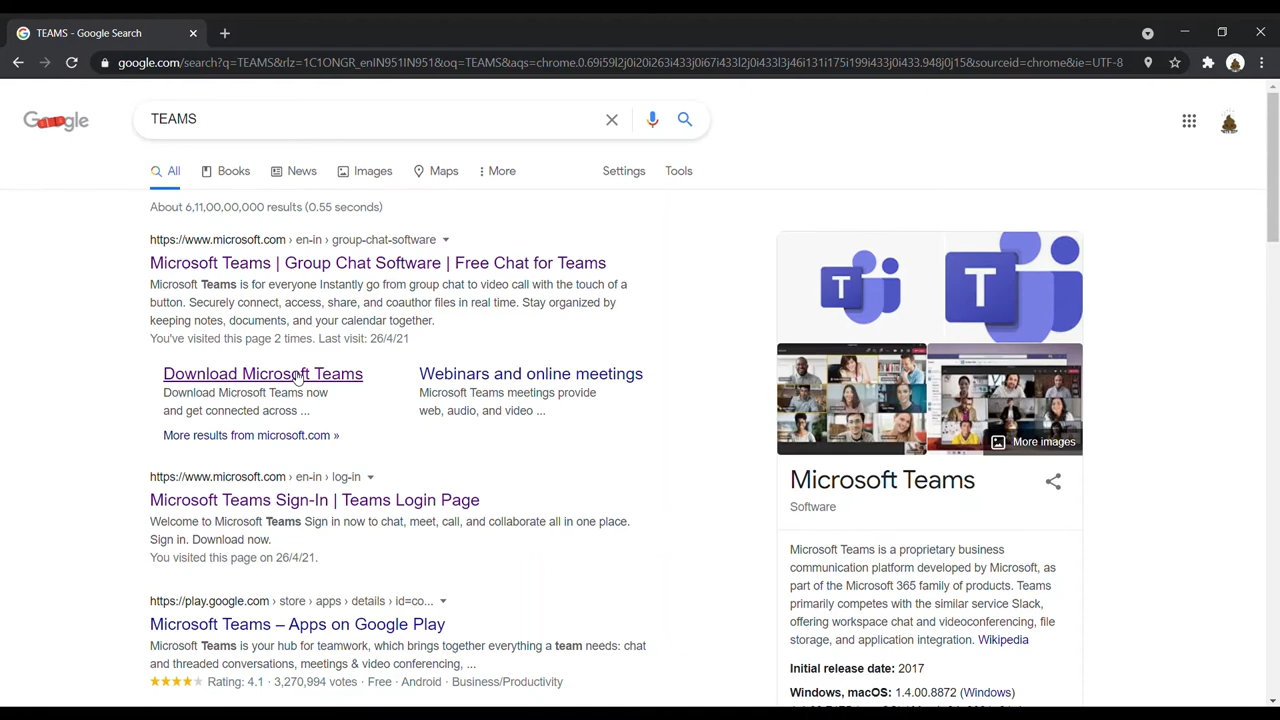 TEAMS - Google Search
google.com/search?q=TEAMS&rlz=1C1ONGR_enIN951IN951&oq=TEAMS&aqs=chrome.0.69i59l2j0i20i263i433j0i67i433l2j0i433l3j46i131i175i199i433j0i433.948j0j15&sourceid=chrome&ie=UTF-8
TEAMS
All Books News Images Maps More Settings Tools
About 6,11,00,00,000 results (0.55 seconds)
https://www.microsoft.com › en-in › group-chat-software
Microsoft Teams | Group Chat Software | Free Chat for Teams
Microsoft Teams is for everyone Instantly go from group chat to video call with the touch of a
button. Securely connect, access, share, and coauthor files in real time. Stay organized by
keeping notes, documents, and your calendar together.
You've visited this page 2 times. Last visit: 26/4/21
Download Microsoft Teams
Download Microsoft Teams now
and get connected across ...
Webinars and online meetings
Microsoft Teams meetings provide
web, audio, and video ...
More results from microsoft.com »
https://www.microsoft.com › en-in › log-in
Microsoft Teams Sign-In | Teams Login Page
Welcome to Microsoft Teams Sign in now to chat, meet, call, and collaborate all in one place.
Sign in. Download now.
You visited this page on 26/4/21.
https://play.google.com › store › apps › details › id=co...
Microsoft Teams – Apps on Google Play
Microsoft Teams is your hub for teamwork, which brings together everything a team needs: chat
and threaded conversations, meetings & video conferencing, ...
Rating: 4.1 · 3,270,994 votes · Free · Android · Business/Productivity
T
T
More images
Microsoft Teams
Software
Microsoft Teams is a proprietary business
communication platform developed by Microsoft, as
part of the Microsoft 365 family of products. Teams
primarily competes with the similar service Slack,
offering workspace chat and videoconferencing, file
storage, and application integration. Wikipedia
Initial release date: 2017
Windows, macOS: 1.4.00.8872 (Windows)